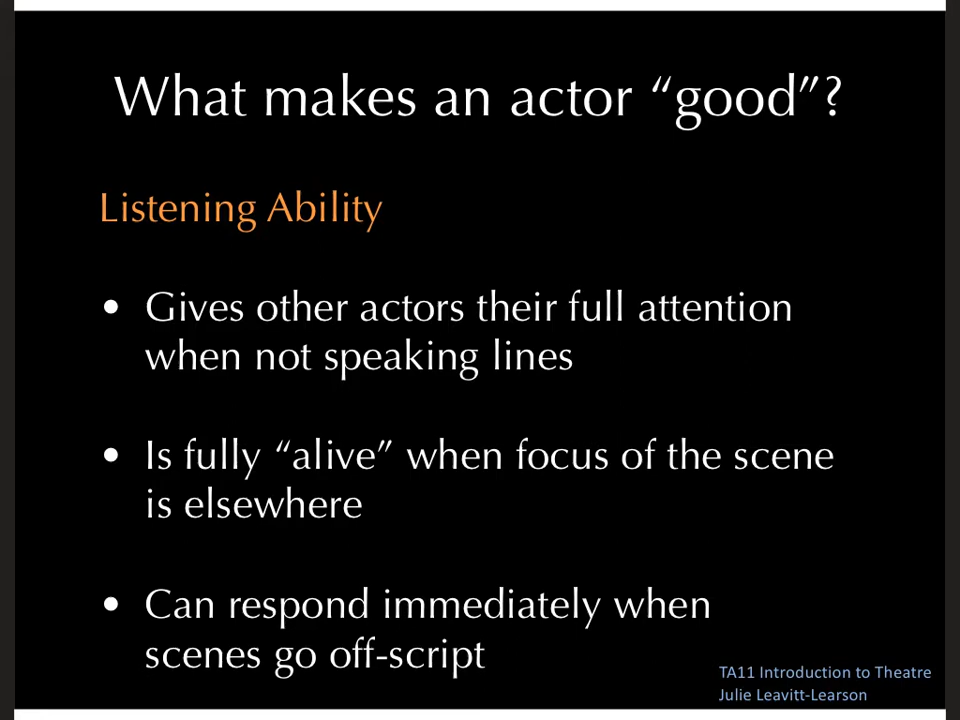 What makes an actor “good”?
Listening Ability
• Gives other actors their full attention
when not speaking lines
• Is fully “alive” when focus of the scene
is elsewhere
• Can respond immediately when
scenes go off-script
TA11 Introduction to Theatre
Julie Leavitt-Learson